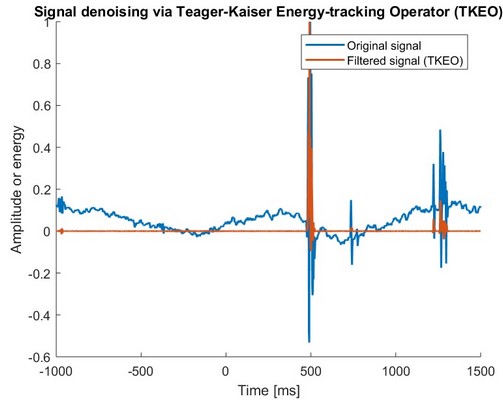 Signal denoising via Teager-Kaiser Energy-tracking Operator (TKEO)
1
Original signal
Filtered signal (TKEO)
0.8
0.6
0.4
0.2
0
-0.2
-0.4
-0.6
Amplitude or energy
-1000 -500 0 500 1000 1500
Time [ms]